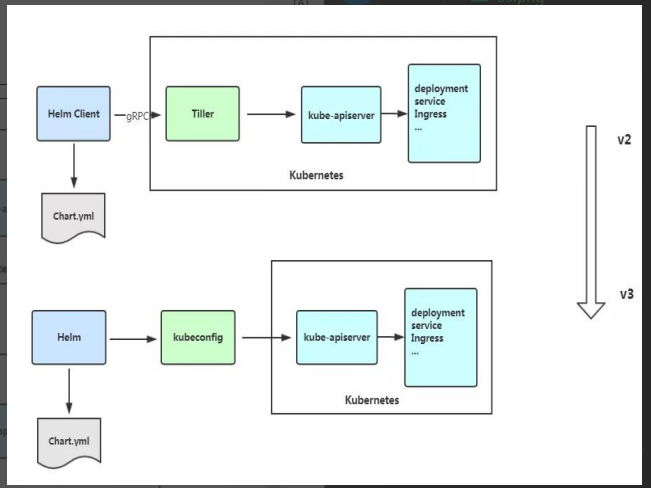 Helm Client
gRPC
Tiller
kube-apiserver
deployment
service
Ingress
...
Kubernetes
Chart.yml
v2
v3
Helm
kubeconfig
kube-apiserver
deployment
service
Ingress
...
Kubernetes
Chart.yml